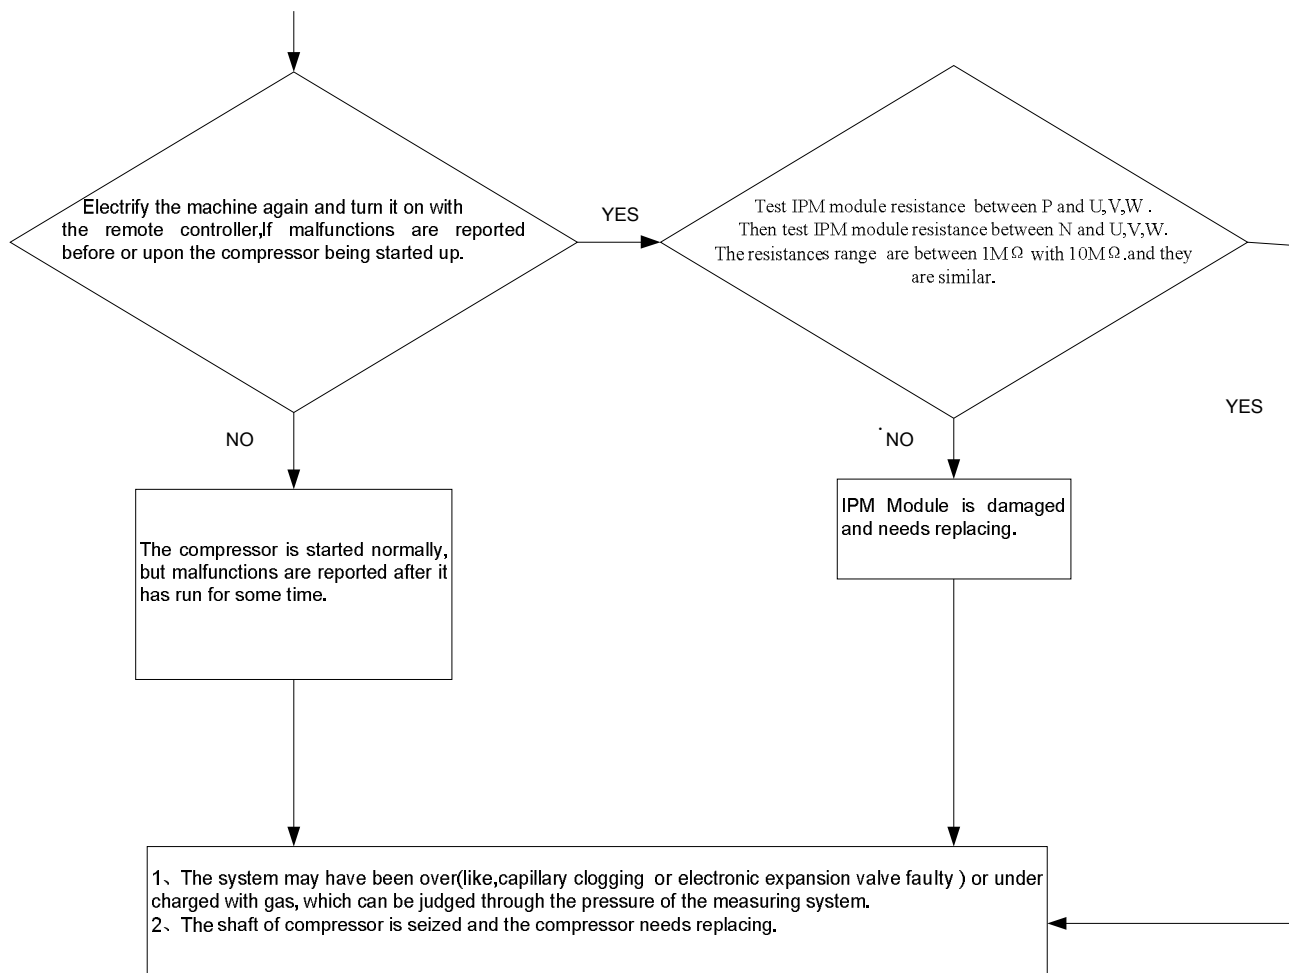 Electrify the machine again and turn it on with
the remote controller,If malfunctions are reported
before or upon the compressor being started up.
YES
Test IPM module resistance between P and U,V,W .
Then test IPM module resistance between N and U,V,W.
The resistances range are between 1MΩ with 10MΩ.and they
are similar.
YES
NO
NO
IPM Module is damaged
and needs replacing.
The compressor is started normally,
but malfunctions are reported after it
has run for some time.
1、The system may have been over(like,capillary clogging or electronic expansion valve faulty ) or under
charged with gas, which can be judged through the pressure of the measuring system.
2、The shaft of compressor is seized and the compressor needs replacing.